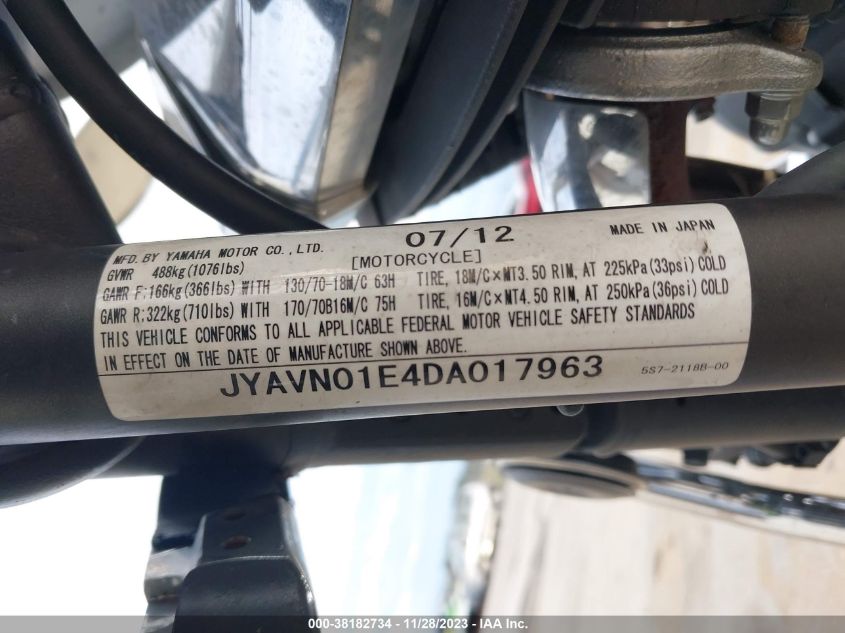 MFD. BY YAMAHA MOTOR CO., LTD. 07/12 MADE IN JAPAN
GVWR 488kg(1076lbs) [MOTORCYCLE]
GAWR F;166kg(366lbs) WITH 130/70-18M/C 63H TIRE, 18M/C×MT3.50 RIM, AT 225kPa(33psi) COLD
GAWR R;322kg(710lbs) WITH 170/70B16M/C 75H TIRE, 16M/C×MT4.50 RIM, AT 250kPa(36psi) COLD
THIS VEHICLE CONFORMS TO ALL APPLICABLE FEDERAL MOTOR VEHICLE SAFETY STANDARDS
IN EFFECT ON THE DATE OF MANUFACTURE SHOWN ABOVE.
JYAVN01E4DA017963 5S7-2118B-00
000-38182734 - 11/28/2023 - IAA Inc.